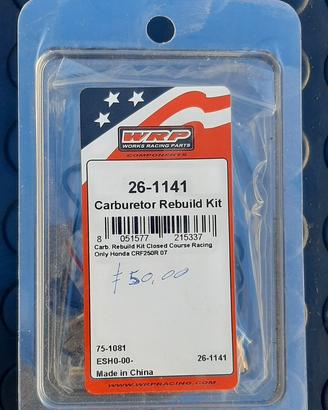 WRP
WORKS RACING PARTS
COMPONENTS
26-1141
Carburetor Rebuild Kit
8 051577 215337
Carb. Rebuild Kit Closed Course Racing
Only Honda CRF250R 07
50,00
75-1081
ESH0-00- 26-1141
Made in China
WWW.WRPRACING.COM